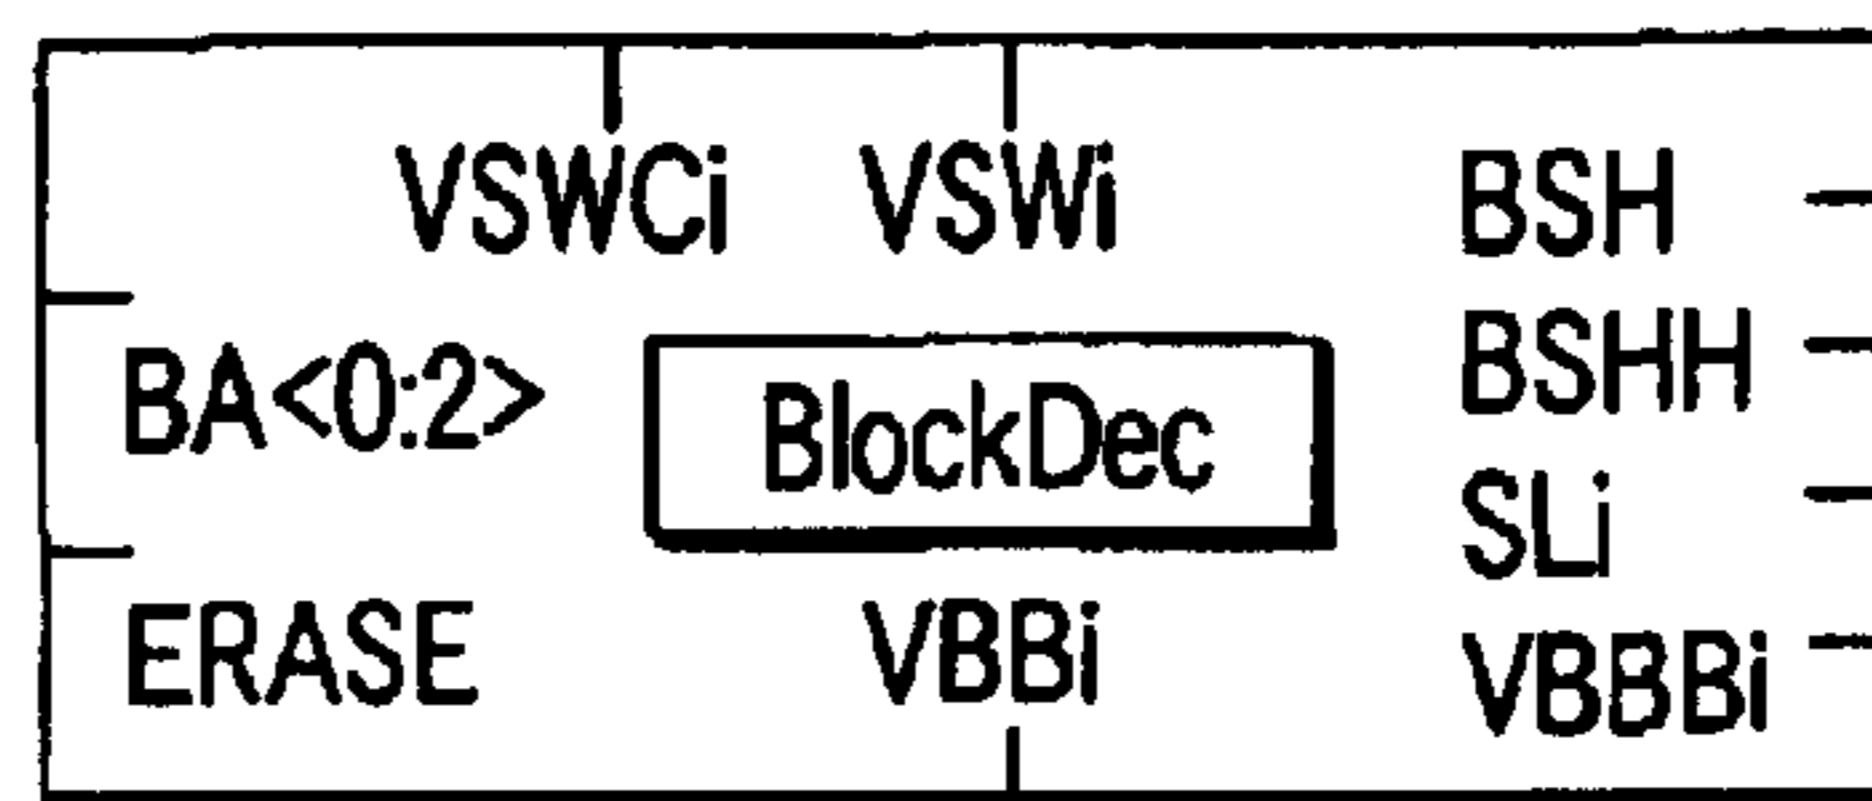 VSWCi VSWi BSH
BSHH
BA<0:2> BlockDec
SLi
ERASE VBBi VBBBi